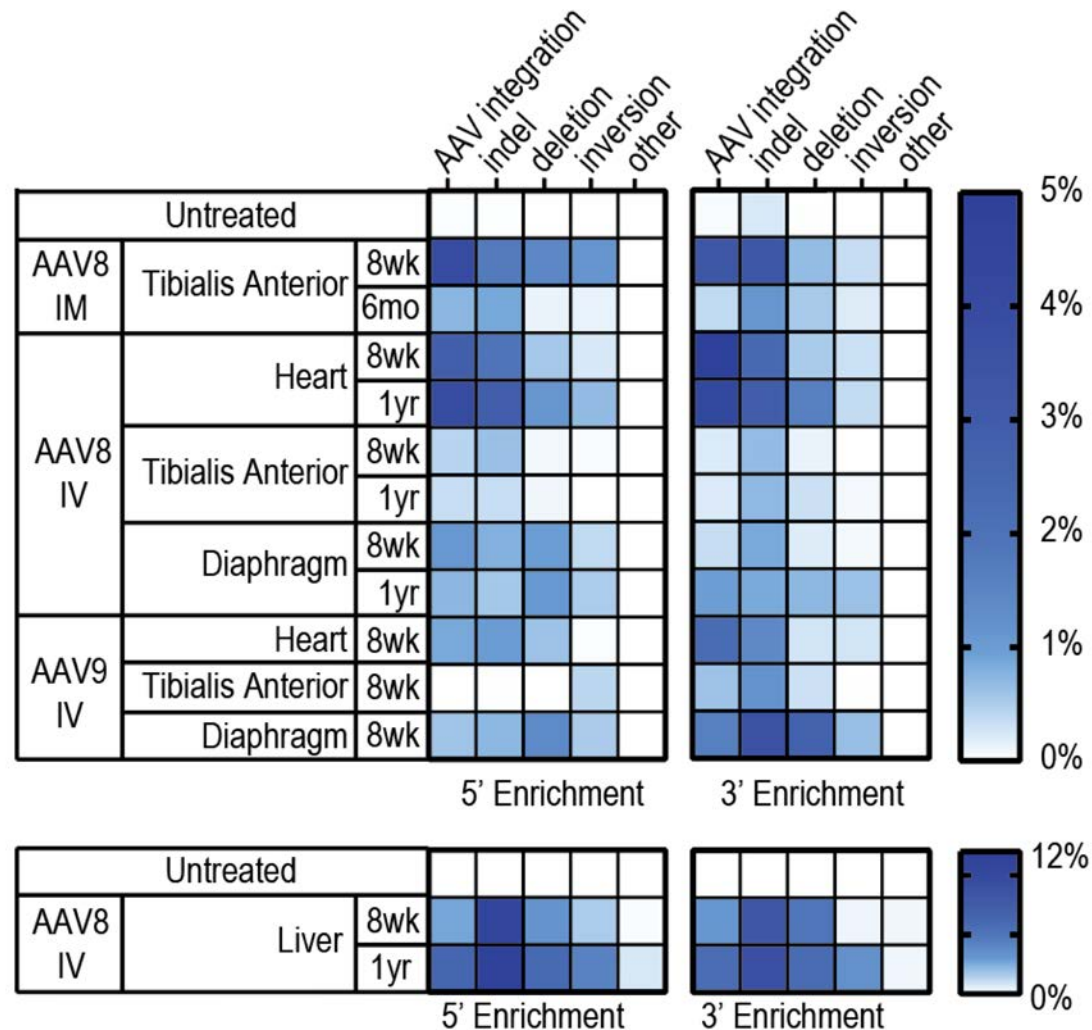 AAV integration
indel
deletion
inversion
other
AAV integration
indel
deletion
inversion
other
Untreated
AAV8
IM
Tibialis Anterior
8wk
6mo
AAV8
IV
Heart
8wk
1yr
Tibialis Anterior
8wk
1yr
Diaphragm
8wk
1yr
AAV9
IV
Heart
8wk
Tibialis Anterior
8wk
Diaphragm
8wk
5%
4%
3%
2%
1%
0%
5’ Enrichment
3’ Enrichment
Untreated
AAV8
IV
Liver
8wk
1yr
12%
0%
5’ Enrichment
3’ Enrichment